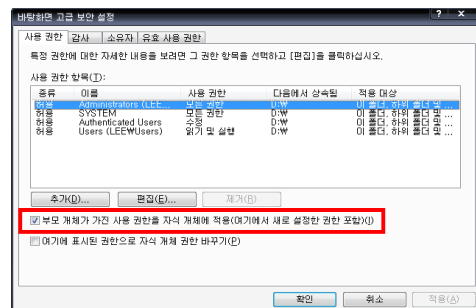 바탕화면 고급 보안 설정
사용 권한 감사 소유자 유효 사용 권한
특정 권한에 대한 자세한 내용을 보려면 그 권한 항목을 선택하고 [편집]을 클릭하십시오.
사용 권한 항목(T):
종류 이름 사용 권한 다음에서 상속됨 적용 대상
허용 Administrators (LEE... 모든 권한 D:\ 이 폴더, 하위 폴더 및 ...
허용 SYSTEM 모든 권한 D:\ 이 폴더, 하위 폴더 및 ...
허용 Authenticated Users 수정 D:\ 이 폴더, 하위 폴더 및 ...
허용 Users (LEE\Users) 읽기 및 실행 D:\ 이 폴더, 하위 폴더 및 ...
추가(D)... 편집(E)... 제거(R)
부모 개체가 가진 사용 권한을 자식 개체에 적용(여기에서 새로 설정한 권한 포함)(I)
여기에 표시된 권한으로 자식 개체 권한 바꾸기(P)
확인 취소 적용(A)